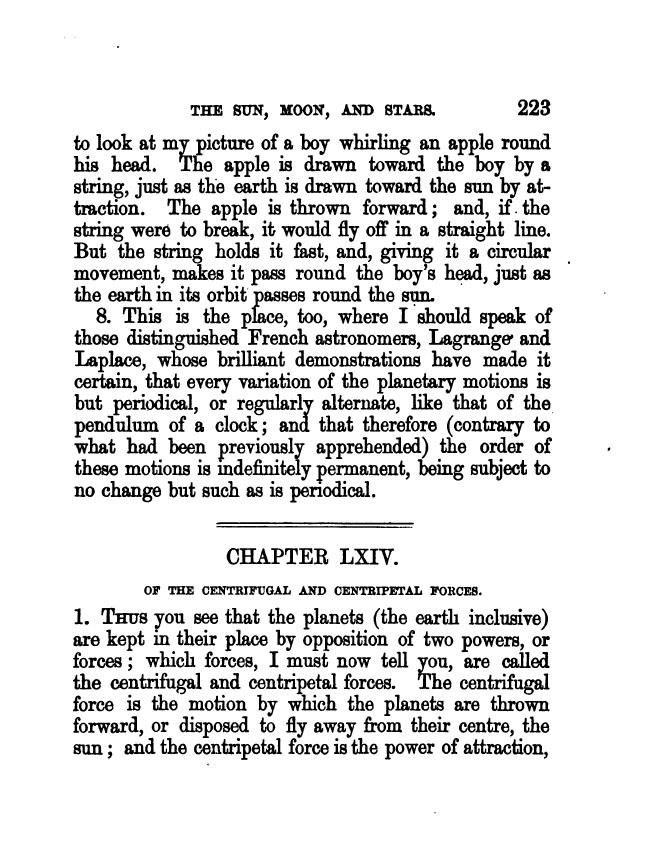 THE SUN, MOON, AND STARS. 223
to look at my picture of a boy whirling an apple round
his head. The apple is drawn toward the boy by a
string, just as the earth is drawn toward the sun by at-
traction. The apple is thrown forward; and, if the
string were to break, it would fly off in a straight line.
But the string holds it fast, and, giving it a circular
movement, makes it pass round the boy's head, just as
the earth in its orbit passes round the sun.
8. This is the place, too, where I should speak of
those distinguished French astronomers, Lagrange and
Laplace, whose brilliant demonstrations have made it
certain, that every variation of the planetary motions is
but periodical, or regularly alternate, like that of the
pendulum of a clock; and that therefore (contrary to
what had been previously apprehended) the order of
these motions is indefinitely permanent, being subject to
no change but such as is periodical.
CHAPTER LXIV.
OF THE CENTRIFUGAL AND CENTRIPETAL FORCES.
1. THUS you see that the planets (the earth inclusive)
are kept in their place by opposition of two powers, or
forces; which forces, I must now tell you, are called
the centrifugal and centripetal forces. The centrifugal
force is the motion by which the planets are thrown
forward, or disposed to fly away from their centre, the
sun; and the centripetal force is the power of attraction,